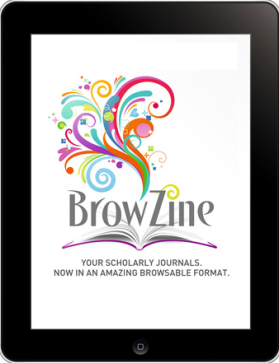 BrowZine
YOUR SCHOLARLY JOURNALS.
NOW IN AN AMAZING BROWSABLE FORMAT.